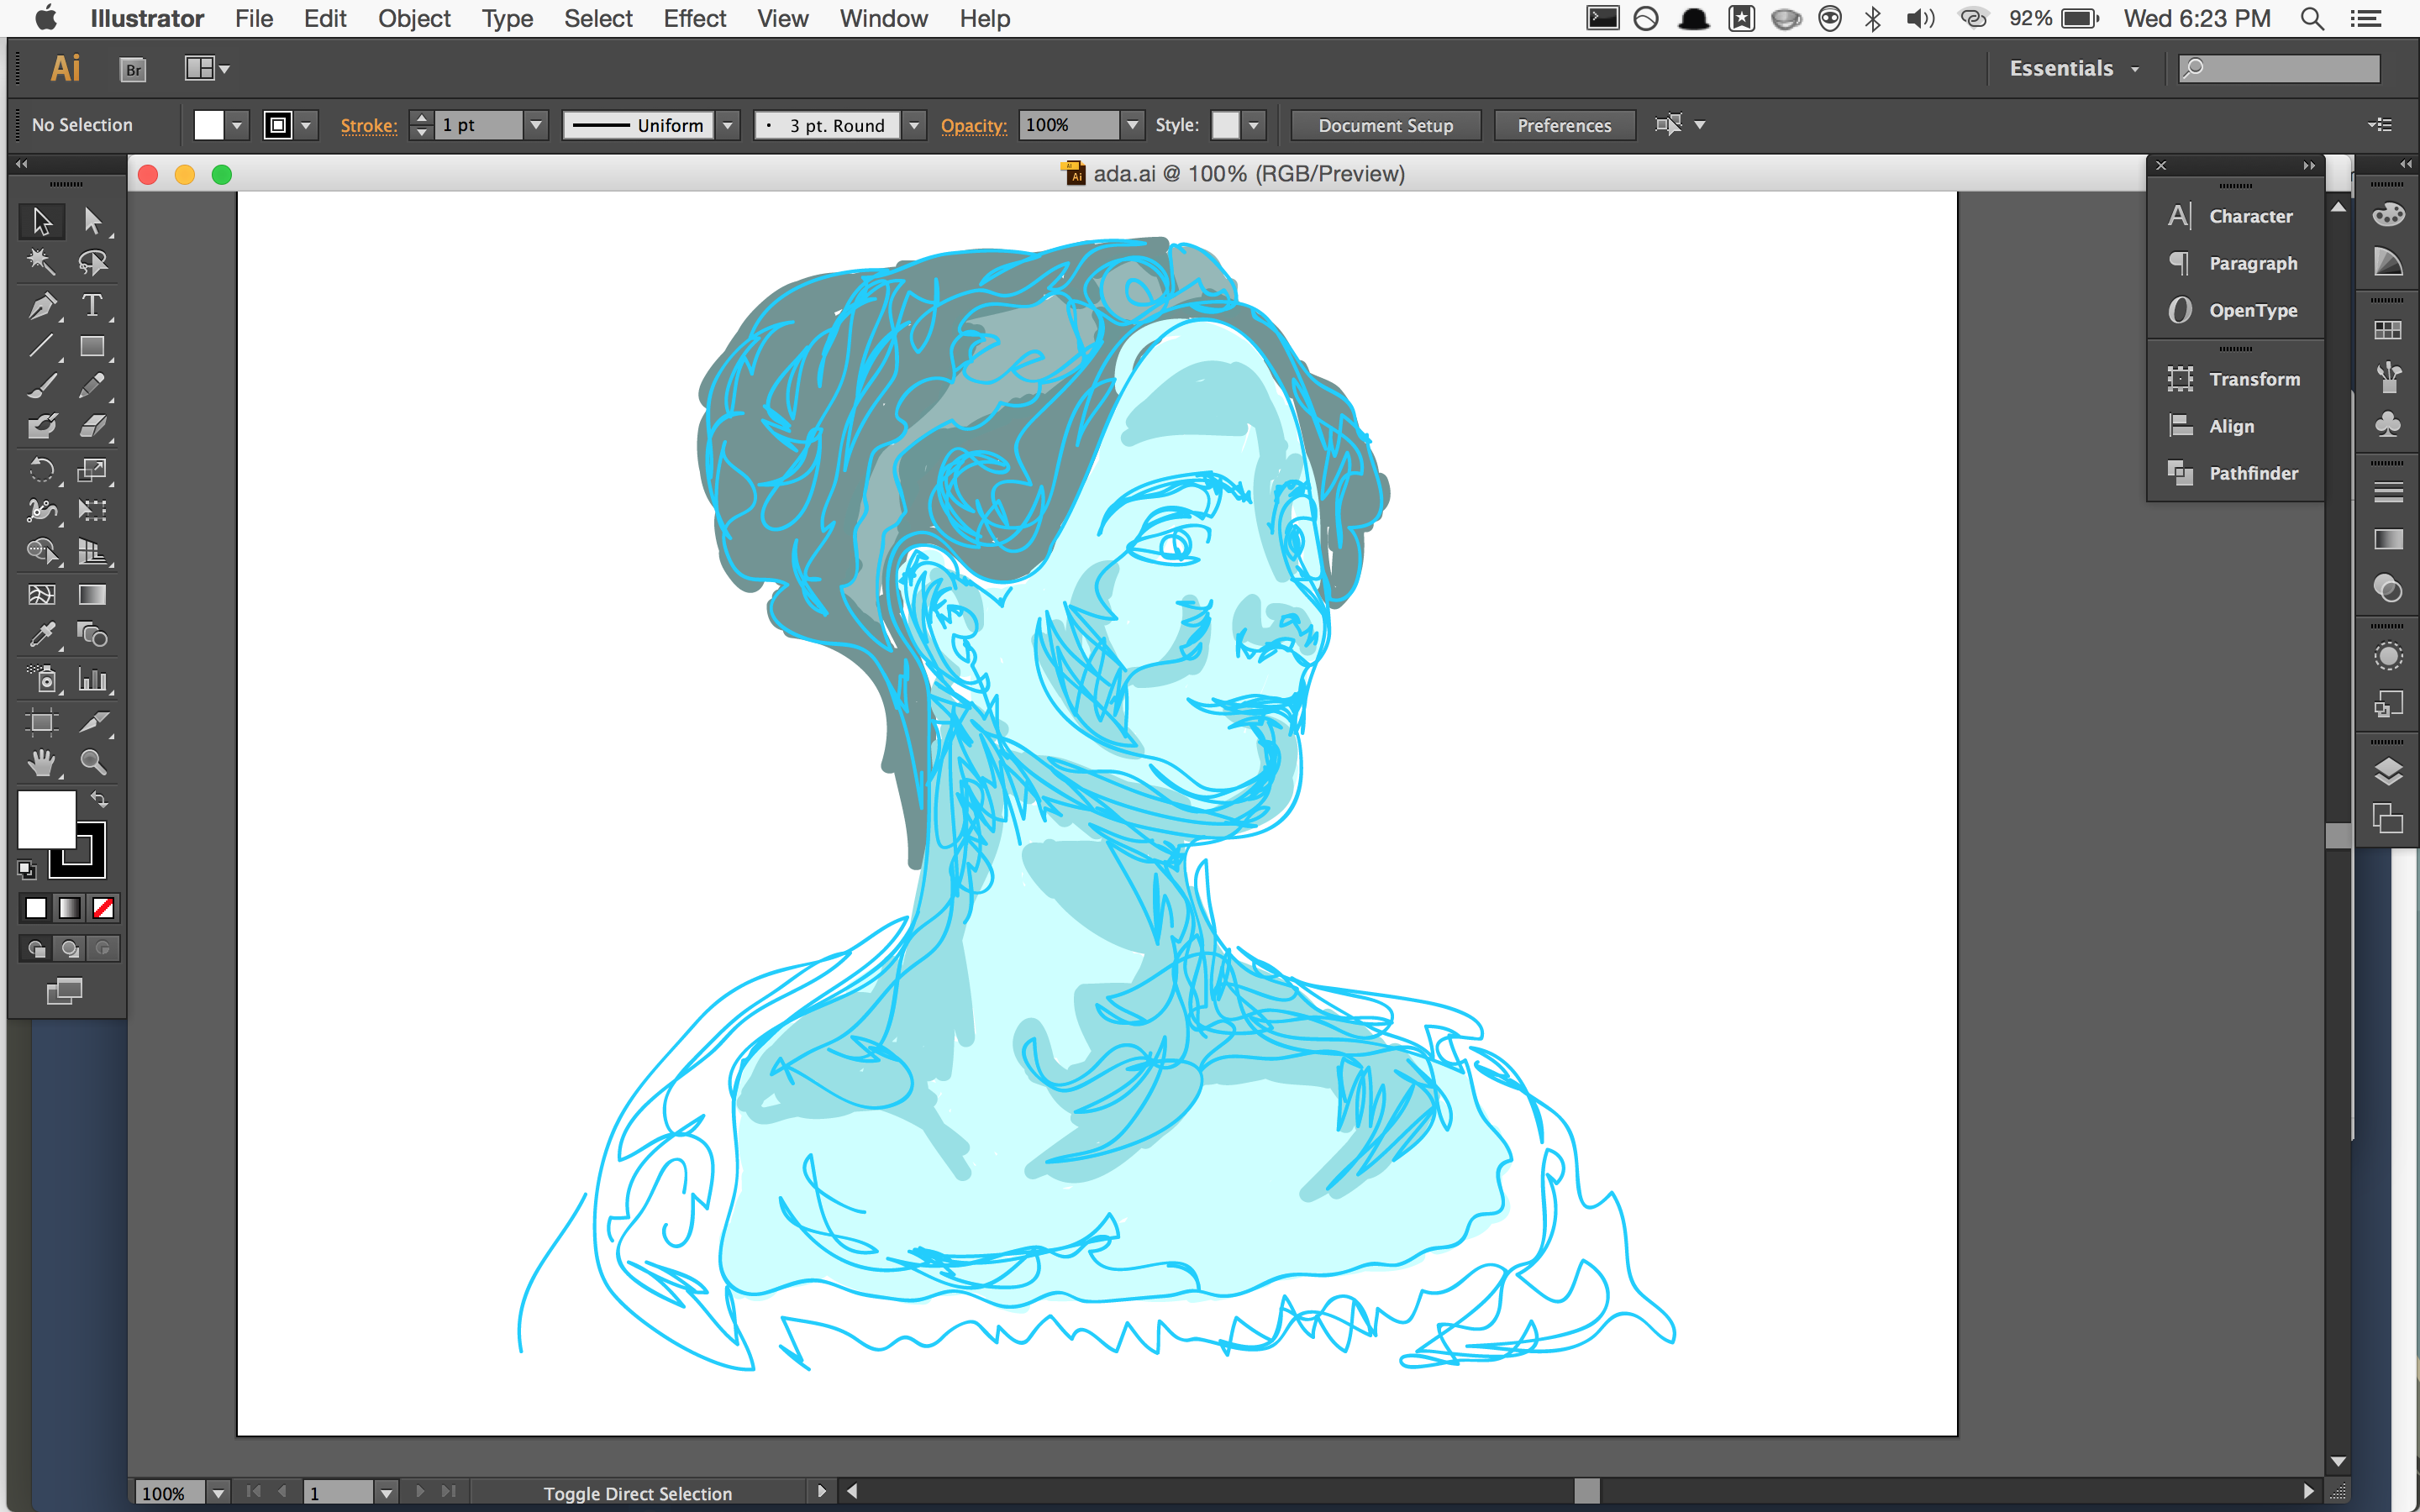 Illustrator File Edit Object Type Select Effect View Window Help 92% Wed 6:23 PM
Ai Br Essentials
No Selection Stroke: 1 pt Uniform 3 pt. Round Opacity: 100% Style: Document Setup Preferences
ada.ai @ 100% (RGB/Preview)
Character
Paragraph
OpenType
Transform
Align
Pathfinder
100% 1 Toggle Direct Selection